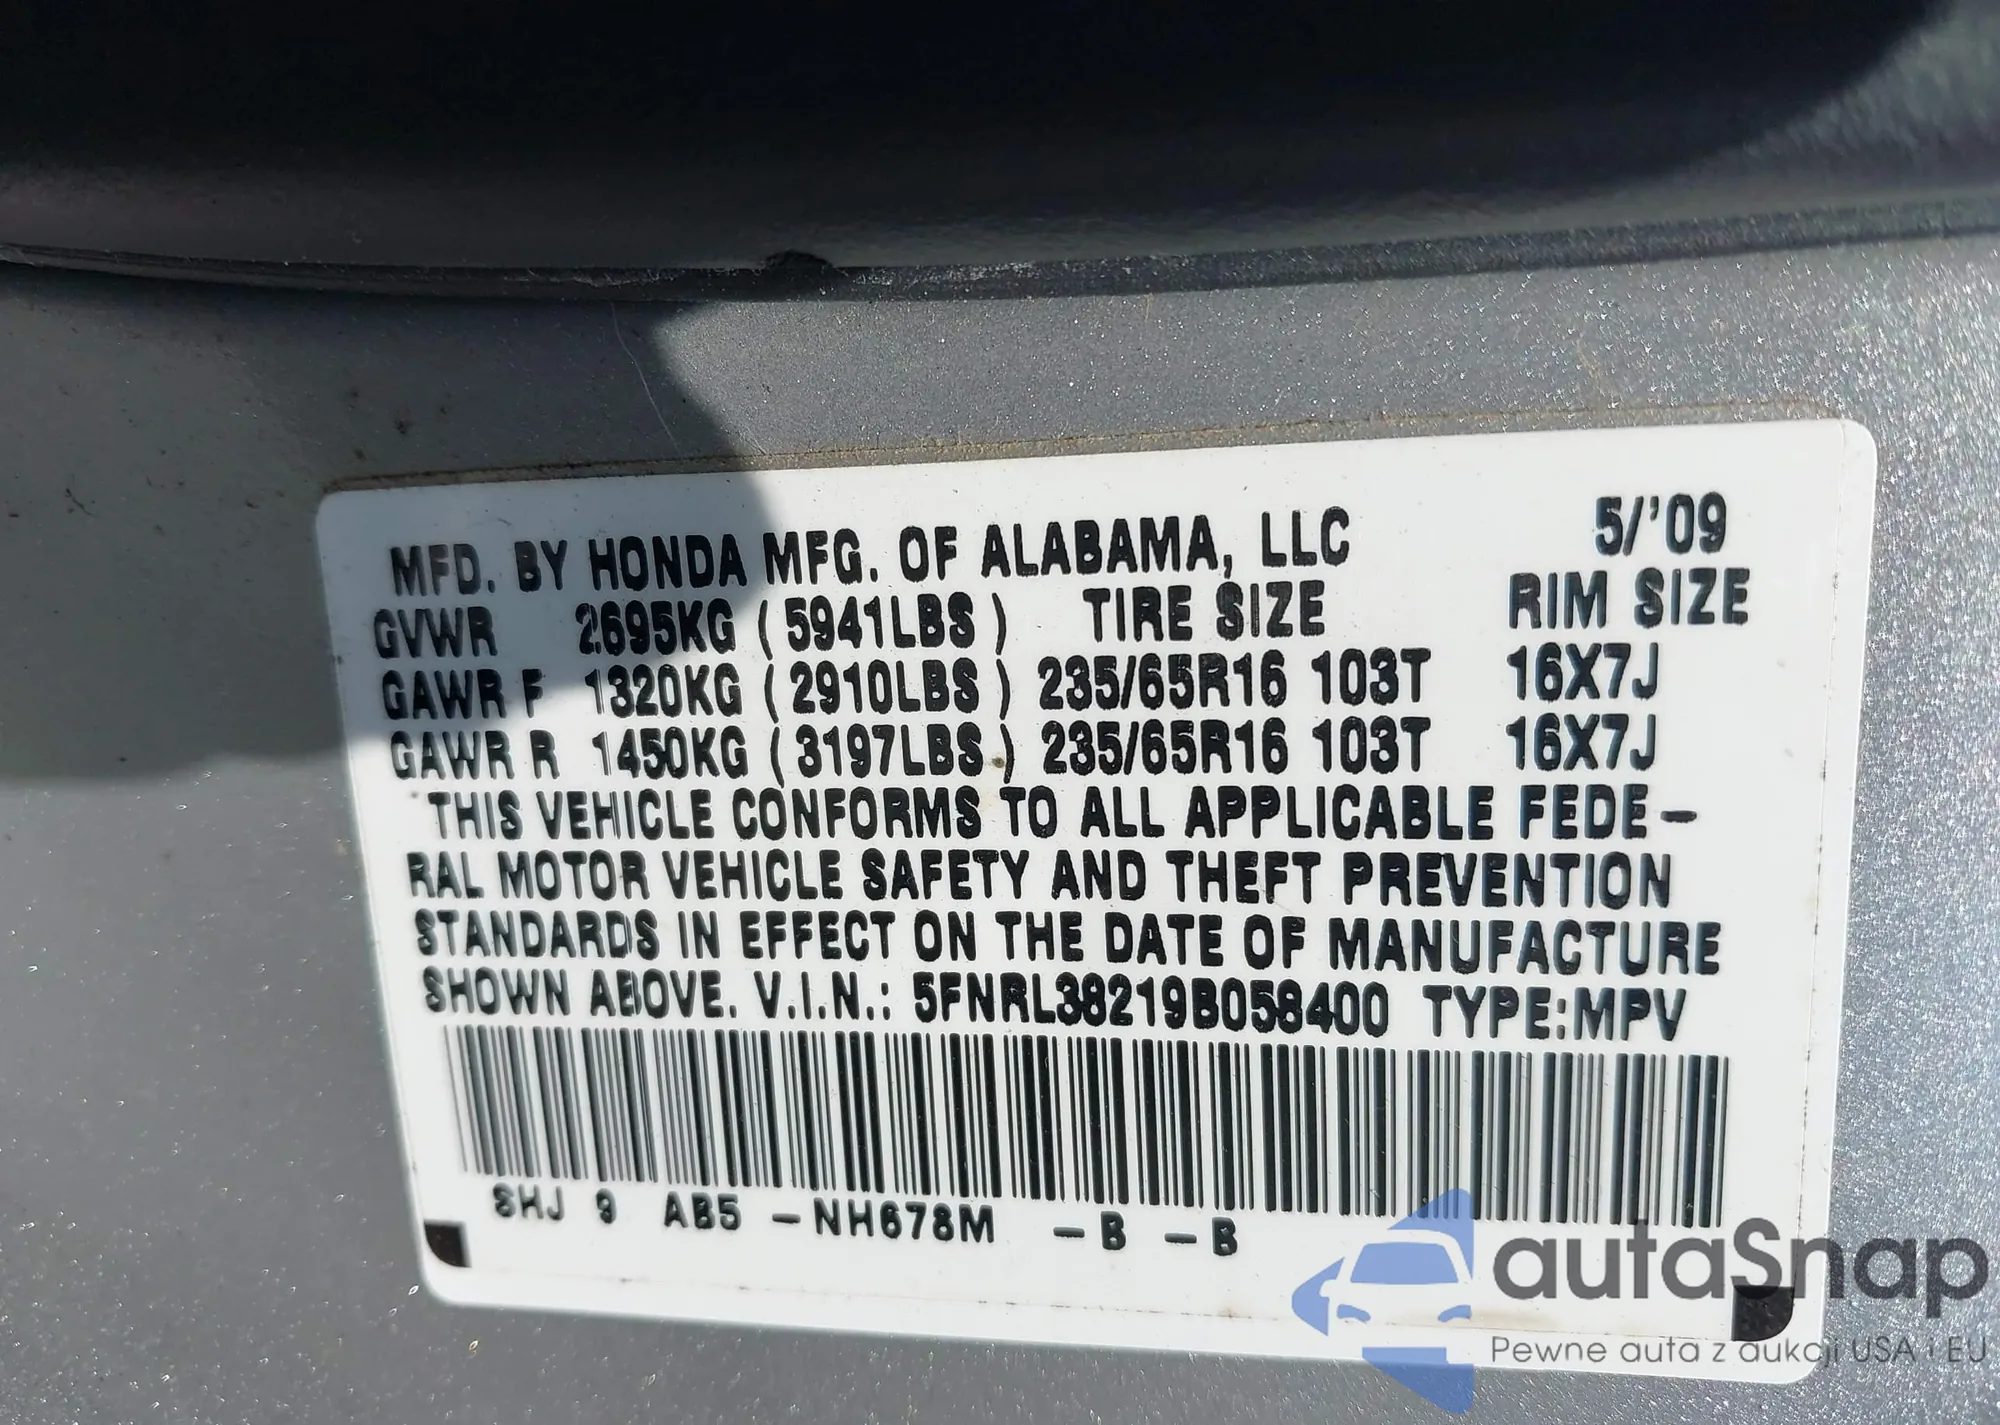 MFD. BY HONDA MFG. OF ALABAMA, LLC 5/'09
GVWR 2695KG (5941LBS) TIRE SIZE RIM SIZE
GAWR F 1320KG (2910LBS) 235/65R16 103T 16X7J
GAWR R 1450KG (3197LBS) 235/65R16 103T 16X7J
THIS VEHICLE CONFORMS TO ALL APPLICABLE FEDE-
RAL MOTOR VEHICLE SAFETY AND THEFT PREVENTION
STANDARDS IN EFFECT ON THE DATE OF MANUFACTURE
SHOWN ABOVE. V.I.N.: 5FNRL38219B058400 TYPE:MPV
SHJ 9 AB5 -NH678M -B -B
autaSnap
Pewne auta z aukcji USA i EU